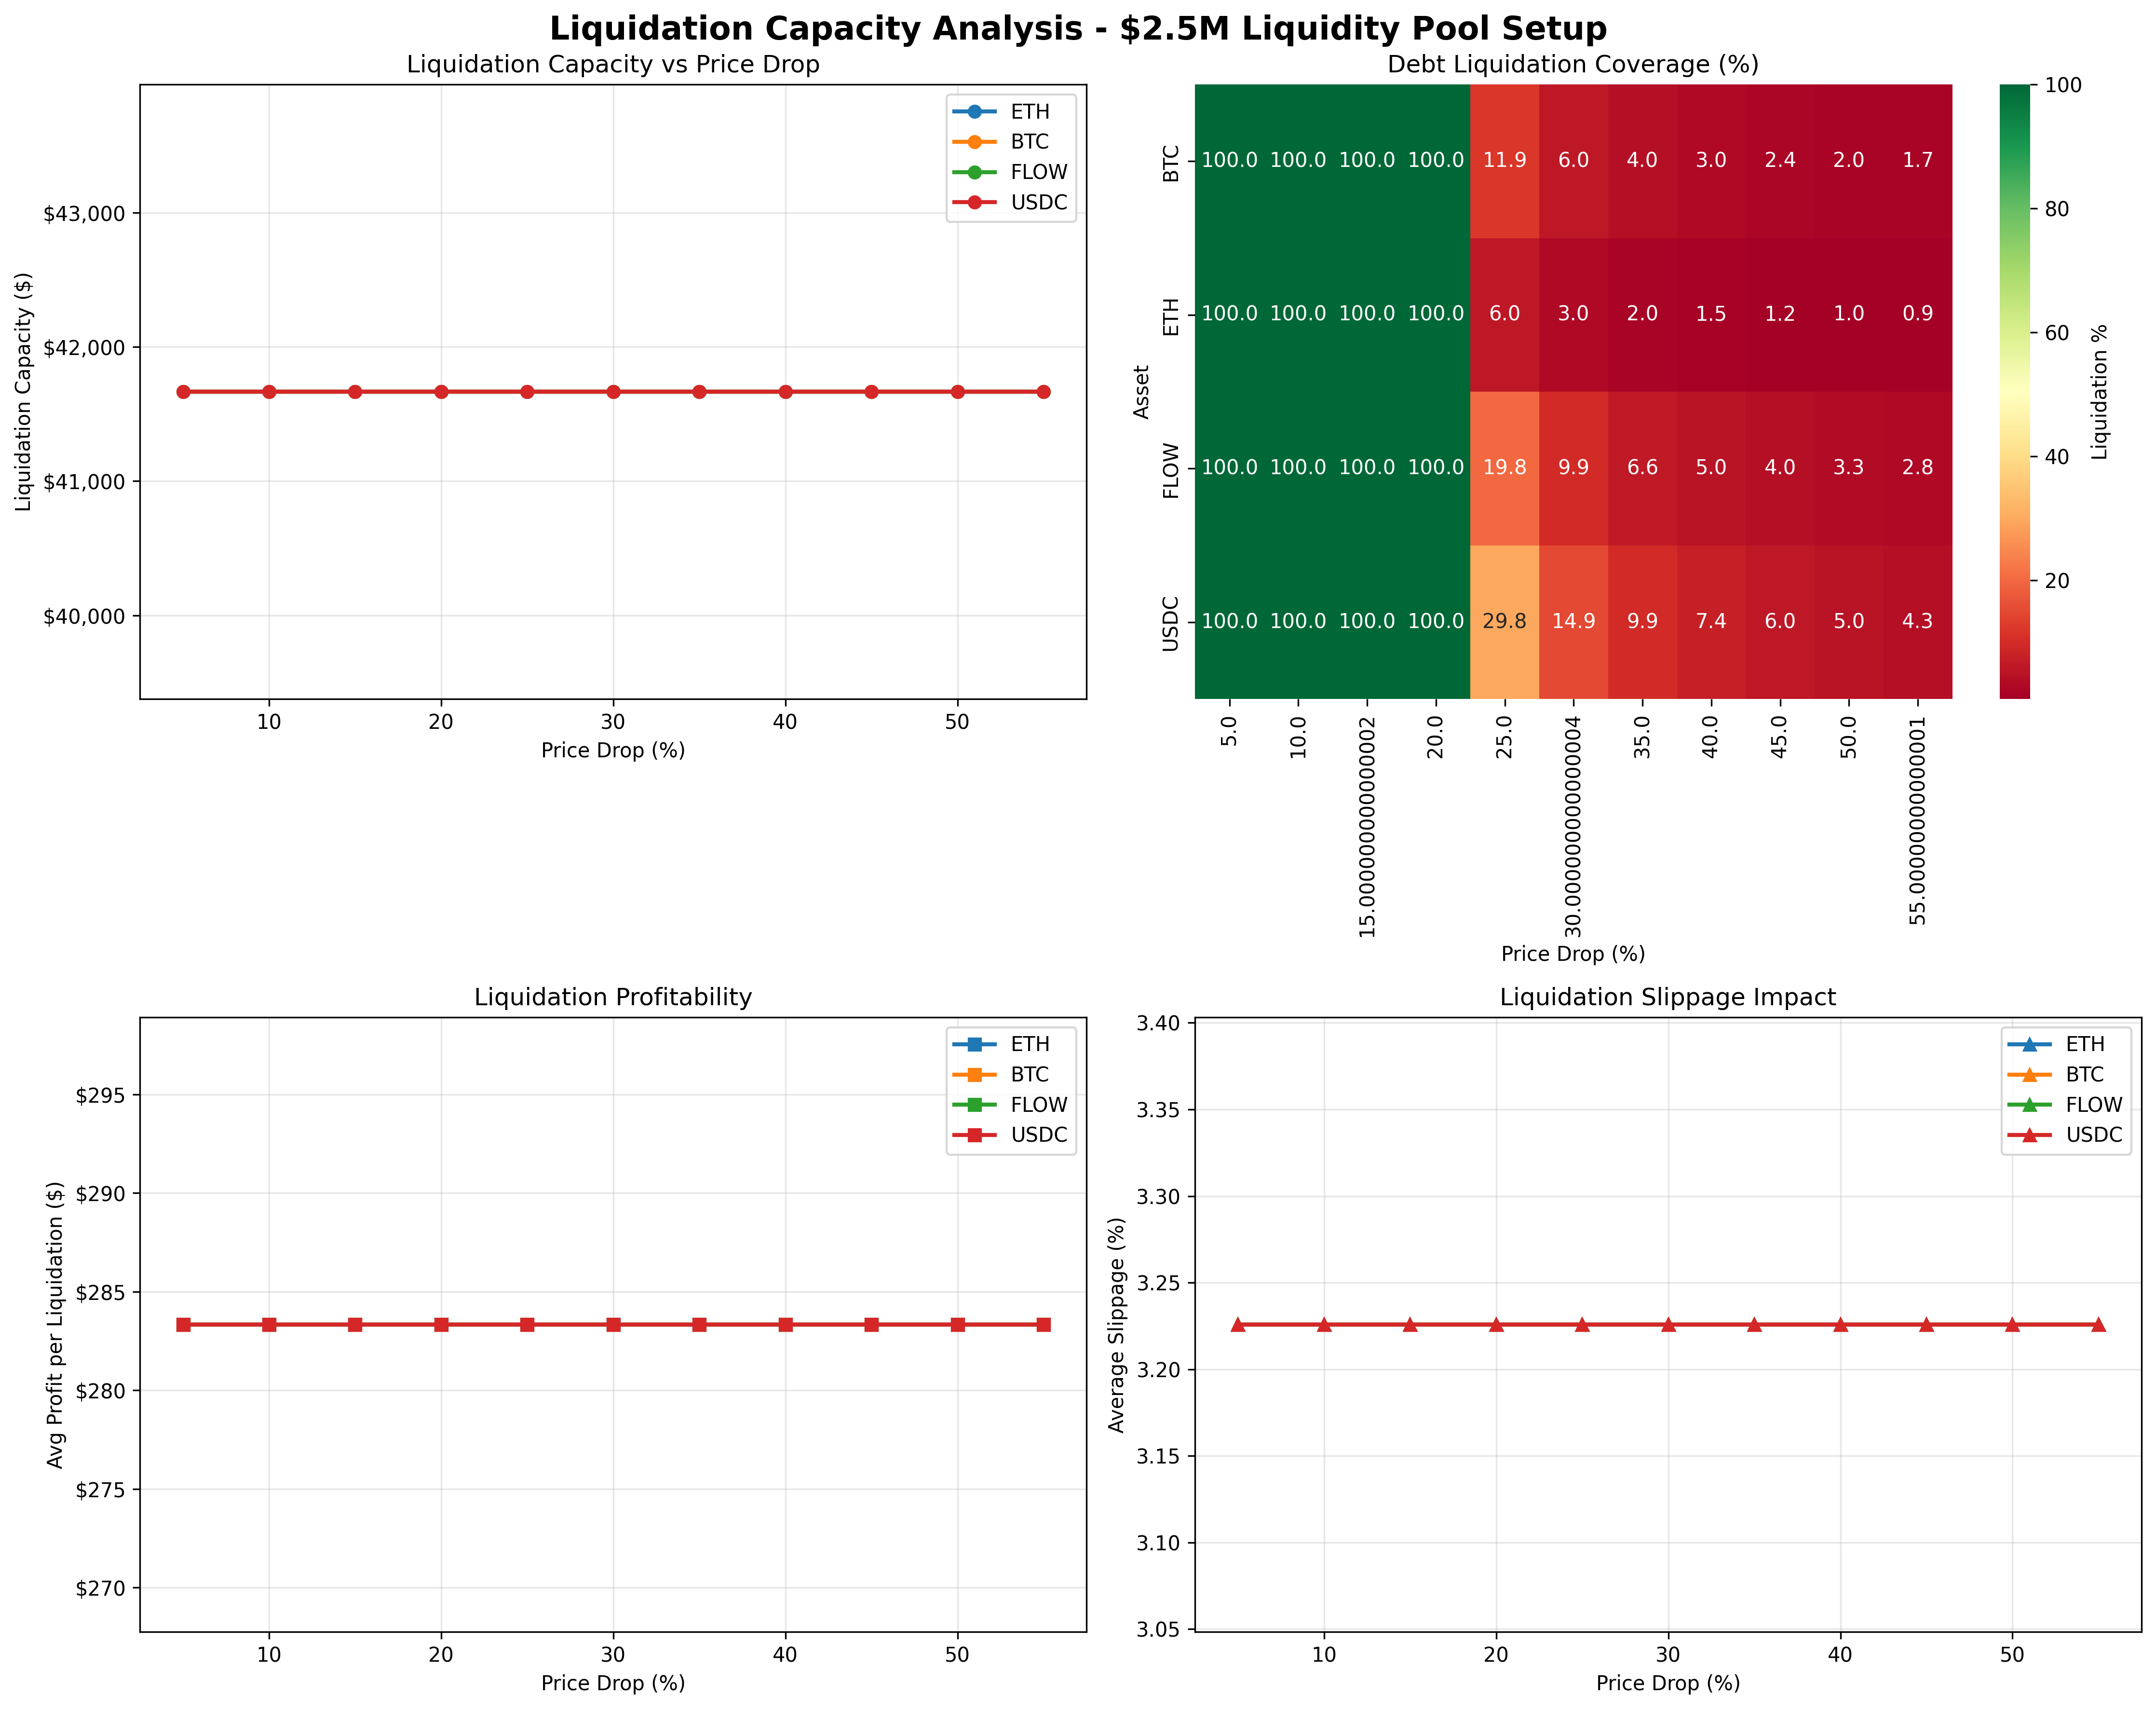 Liquidation Capacity Analysis - $2.5M Liquidity Pool Setup
Liquidation Capacity vs Price Drop
Liquidation Capacity ($)
$43,000
$42,000
$41,000
$40,000
10 20 30 40 50
Price Drop (%)
ETH
BTC
FLOW
USDC
Debt Liquidation Coverage (%)
Asset
BTC 100.0 100.0 100.0 100.0 11.9 6.0 4.0 3.0 2.4 2.0 1.7
ETH 100.0 100.0 100.0 100.0 6.0 3.0 2.0 1.5 1.2 1.0 0.9
FLOW 100.0 100.0 100.0 100.0 19.8 9.9 6.6 5.0 4.0 3.3 2.8
USDC 100.0 100.0 100.0 100.0 29.8 14.9 9.9 7.4 6.0 5.0 4.3
5.0 10.0 15.000000000000002 20.0 25.0 30.000000000000004 35.0 40.0 45.0 50.0 55.00000000000001
Price Drop (%)
100
80
60
40
20
Liquidation %
Liquidation Profitability
Avg Profit per Liquidation ($)
$295
$290
$285
$280
$275
$270
10 20 30 40 50
Price Drop (%)
ETH
BTC
FLOW
USDC
Liquidation Slippage Impact
Average Slippage (%)
3.40
3.35
3.30
3.25
3.20
3.15
3.10
3.05
10 20 30 40 50
Price Drop (%)
ETH
BTC
FLOW
USDC